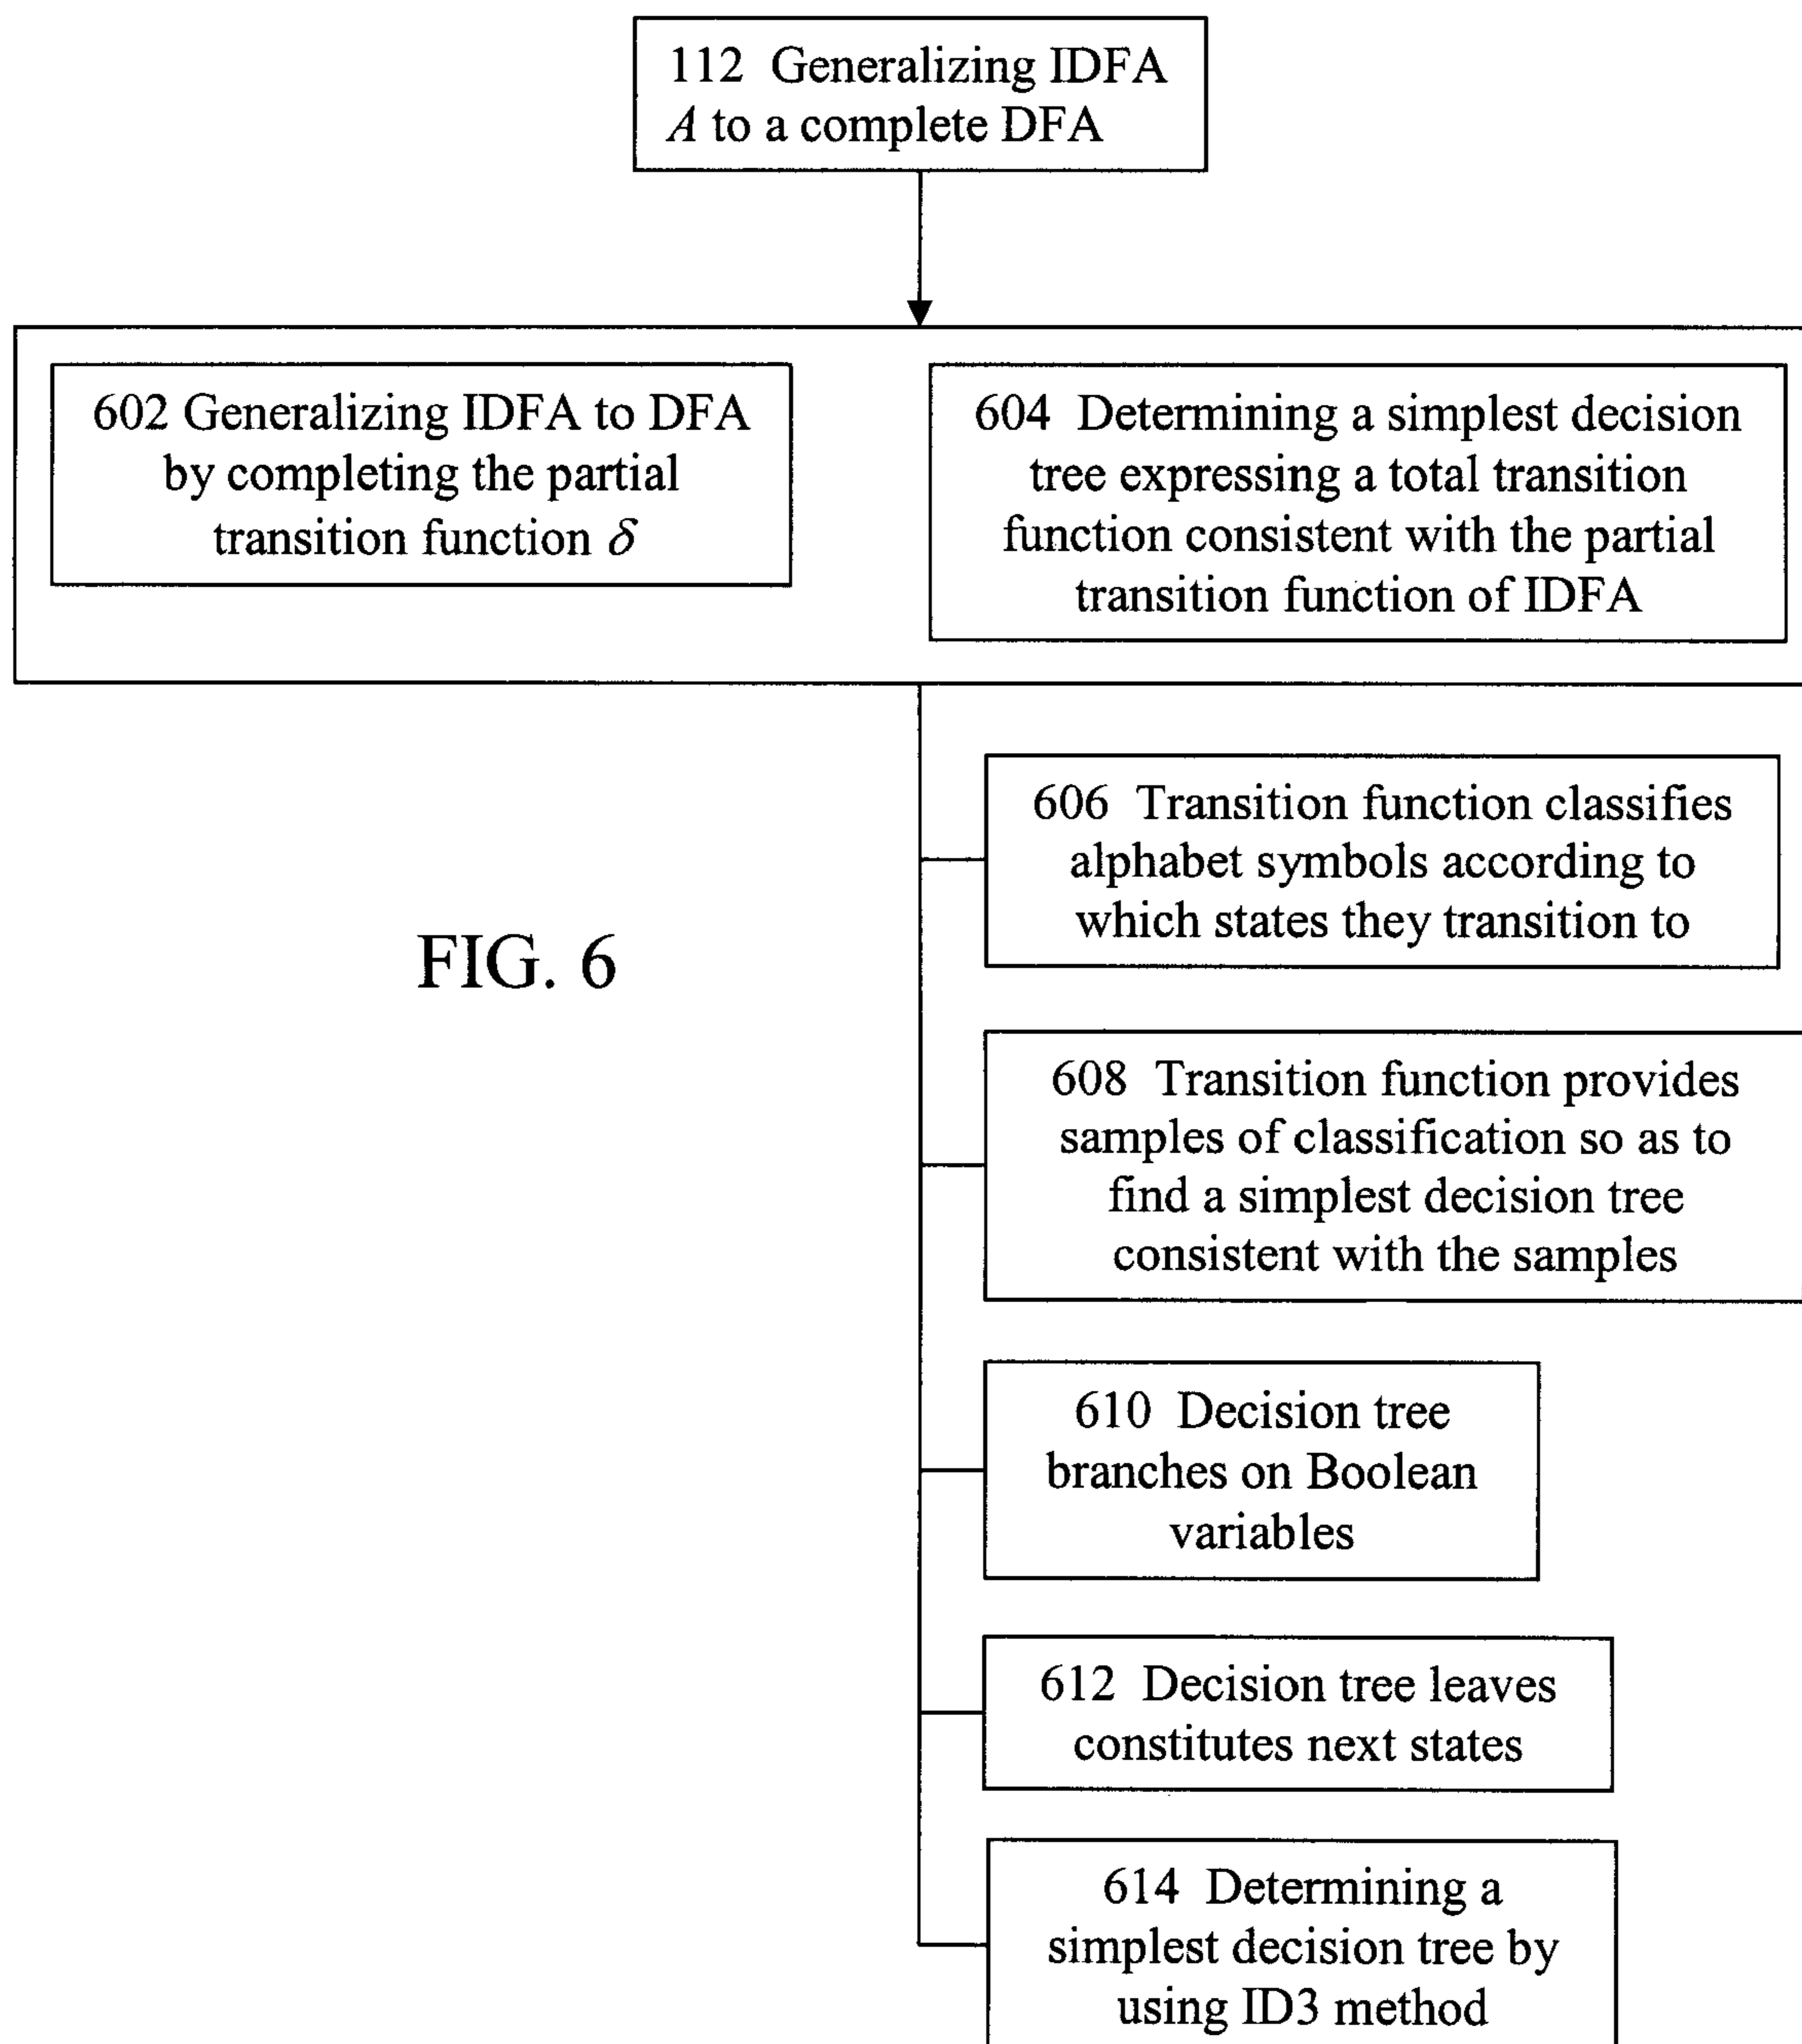 112 Generalizing IDFA
A to a complete DFA
602 Generalizing IDFA to DFA
by completing the partial
transition function δ
604 Determining a simplest decision
tree expressing a total transition
function consistent with the partial
transition function of IDFA
606 Transition function classifies
alphabet symbols according to
which states they transition to
FIG. 6
608 Transition function provides
samples of classification so as to
find a simplest decision tree
consistent with the samples
610 Decision tree
branches on Boolean
variables
612 Decision tree leaves
constitutes next states
614 Determining a
simplest decision tree by
using ID3 method